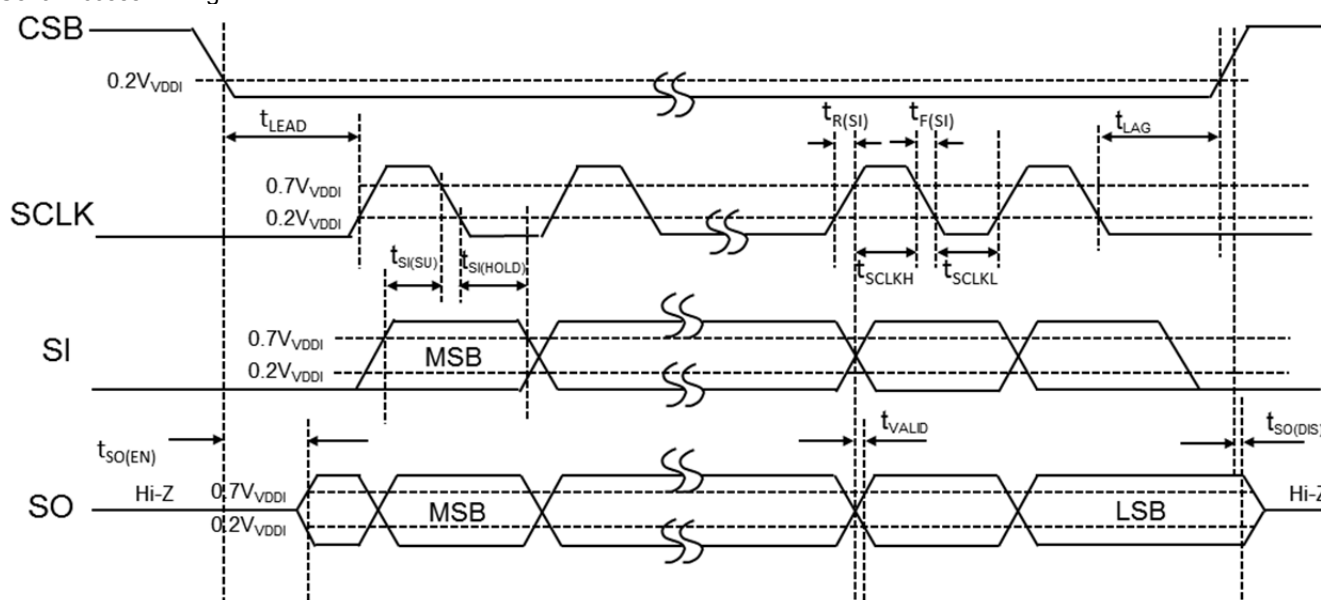 CSB
0.2VVDDI
tLEAD
tR(SI)
tF(SI)
tLAG
0.7VVDDI
SCLK
0.2VVDDI
tSI(SU)
tSI(HOLD)
tSCLKH
tSCLKL
SI
0.7VVDDI
MSB
0.2VVDDI
tSO(EN)
tVALID
tSO(DIS)
Hi-Z
0.7VVDDI
SO
MSB
LSB
Hi-Z
0.2VVDDI